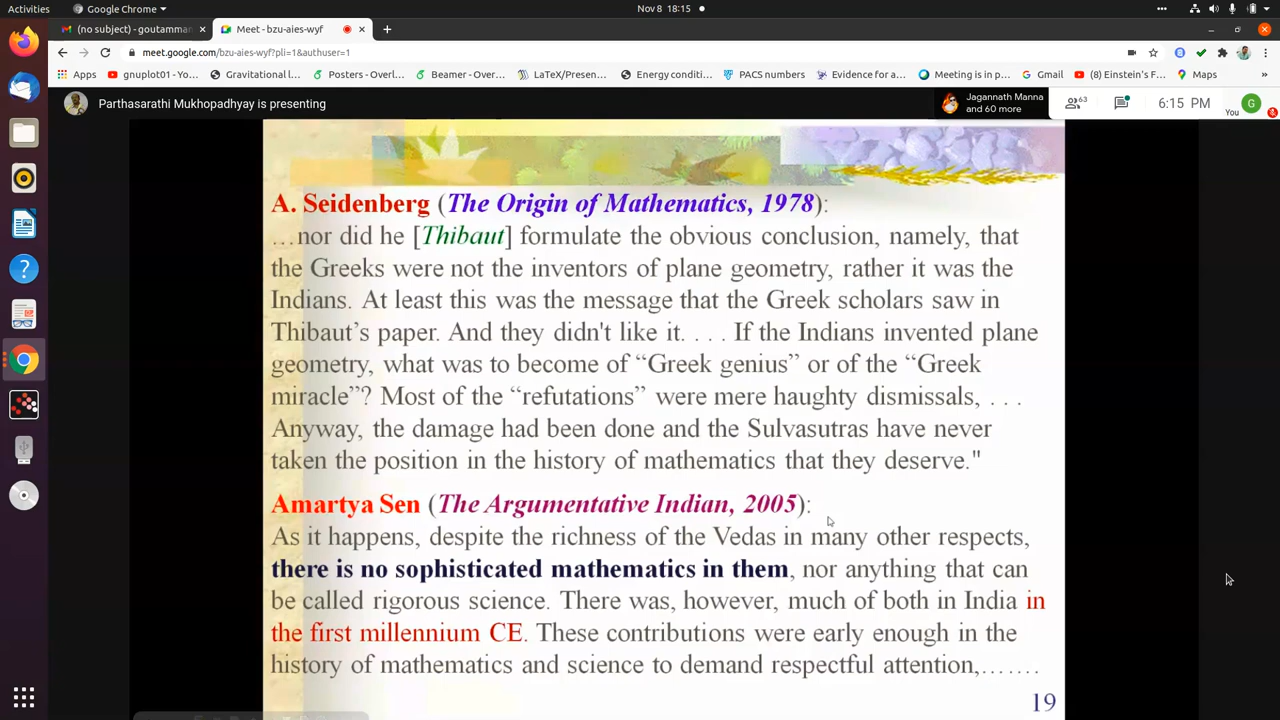 Activities
Google Chrome
Nov 8 18:15
(no subject) - goutamman
Meet - bzu-aies-wyf
meet.google.com/bzu-aies-wyf?pli=1&authuser=1
Apps
gnuplot01 - Yo...
Gravitational l...
Posters - Overl...
Beamer - Over...
LaTeX/Presen...
Energy conditi...
PACS numbers
Evidence for a...
Meeting is in p...
Gmail
(8) Einstein's F...
Maps
Parthasarathi Mukhopadhyay is presenting
Jagannath Manna
and 60 more
63
6:15 PM
You
G
A. Seidenberg (The Origin of Mathematics, 1978):
…nor did he [Thibaut] formulate the obvious conclusion, namely, that
the Greeks were not the inventors of plane geometry, rather it was the
Indians. At least this was the message that the Greek scholars saw in
Thibaut's paper. And they didn't like it. . . . If the Indians invented plane
geometry, what was to become of “Greek genius” or of the “Greek
miracle”? Most of the “refutations” were mere haughty dismissals, . . .
Anyway, the damage had been done and the Sulvasutras have never
taken the position in the history of mathematics that they deserve."
Amartya Sen (The Argumentative Indian, 2005):
As it happens, despite the richness of the Vedas in many other respects,
there is no sophisticated mathematics in them, nor anything that can
be called rigorous science. There was, however, much of both in India in
the first millennium CE. These contributions were early enough in the
history of mathematics and science to demand respectful attention,…….
19